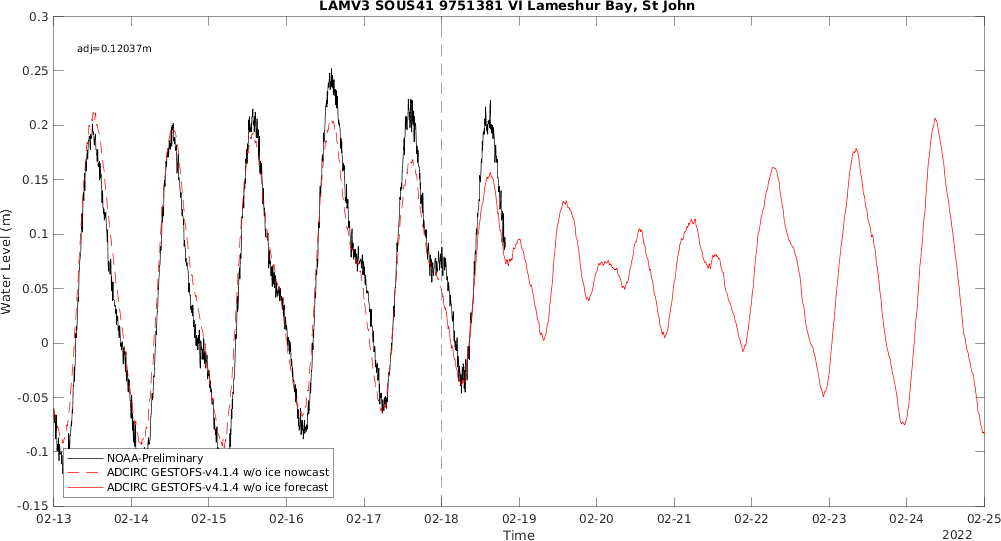 LAMV3 SOUS41 9751381 VI Lameshur Bay, St John
adj=0.12037m
0.3
0.25
0.2
0.15
0.1
0.05
0
-0.05
-0.1
-0.15
Water Level (m)
NOAA-Preliminary
ADCIRC GESTOFS-v4.1.4 w/o ice nowcast
ADCIRC GESTOFS-v4.1.4 w/o ice forecast
02-13 02-14 02-15 02-16 02-17 02-18 02-19 02-20 02-21 02-22 02-23 02-24 02-25
Time
2022